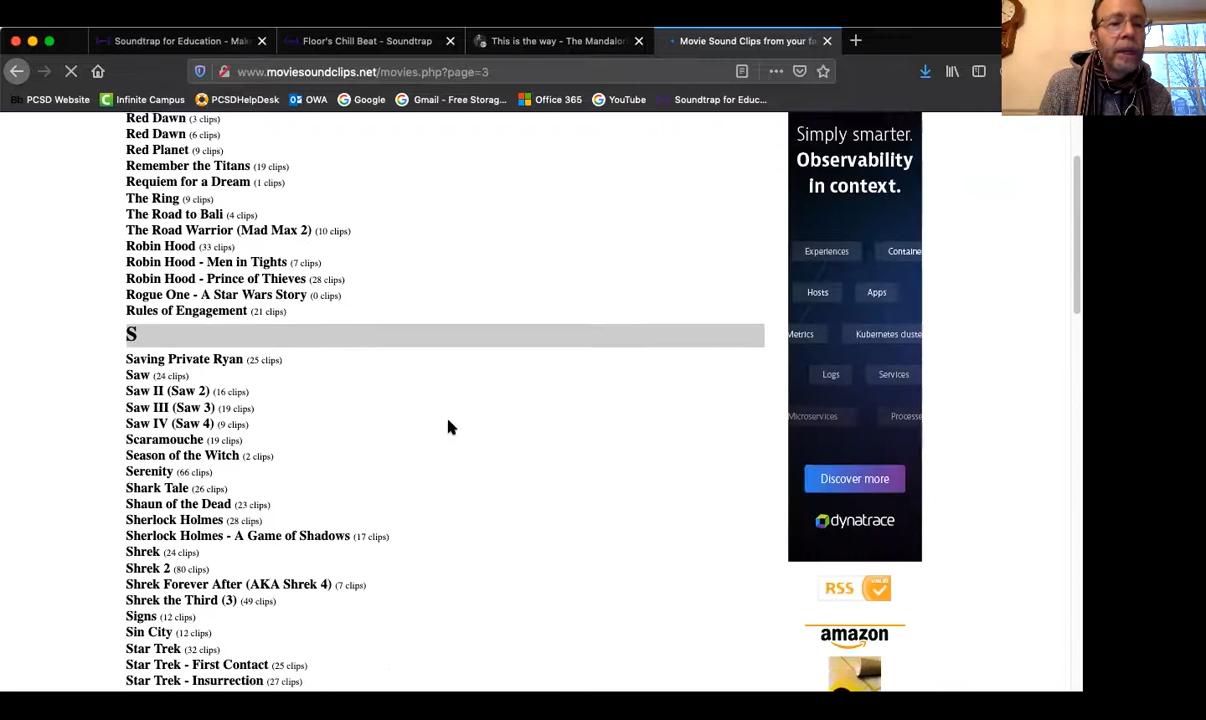 Soundtrap for Education - Mak
Floor's Chill Beat - Soundtrap
This is the way - The Mandalor
Movie Sound Clips from your fa
www.moviesoundclips.net/movies.php?page=3
PCSD Website
Infinite Campus
PCSDHelpDesk
OWA
Google
Gmail - Free Storag...
Office 365
YouTube
Soundtrap for Educ...
Red Dawn (3 clips)
Red Dawn (6 clips)
Red Planet (9 clips)
Remember the Titans (19 clips)
Requiem for a Dream (1 clips)
The Ring (9 clips)
The Road to Bali (4 clips)
The Road Warrior (Mad Max 2) (10 clips)
Robin Hood (33 clips)
Robin Hood - Men in Tights (7 clips)
Robin Hood - Prince of Thieves (28 clips)
Rogue One - A Star Wars Story (0 clips)
Rules of Engagement (21 clips)
S
Saving Private Ryan (25 clips)
Saw (24 clips)
Saw II (Saw 2) (16 clips)
Saw III (Saw 3) (19 clips)
Saw IV (Saw 4) (9 clips)
Scaramouche (19 clips)
Season of the Witch (2 clips)
Serenity (66 clips)
Shark Tale (26 clips)
Shaun of the Dead (23 clips)
Sherlock Holmes (28 clips)
Sherlock Holmes - A Game of Shadows (17 clips)
Shrek (24 clips)
Shrek 2 (80 clips)
Shrek Forever After (AKA Shrek 4) (7 clips)
Shrek the Third (3) (49 clips)
Signs (12 clips)
Sin City (12 clips)
Star Trek (32 clips)
Star Trek - First Contact (25 clips)
Star Trek - Insurrection (27 clips)
Simply smarter.
Observability
in context.
Experiences
Containe
Hosts
Apps
Metrics
Kubernetes cluste
Logs
Services
Microservices
Processe
Discover more
dynatrace
RSS
amazon